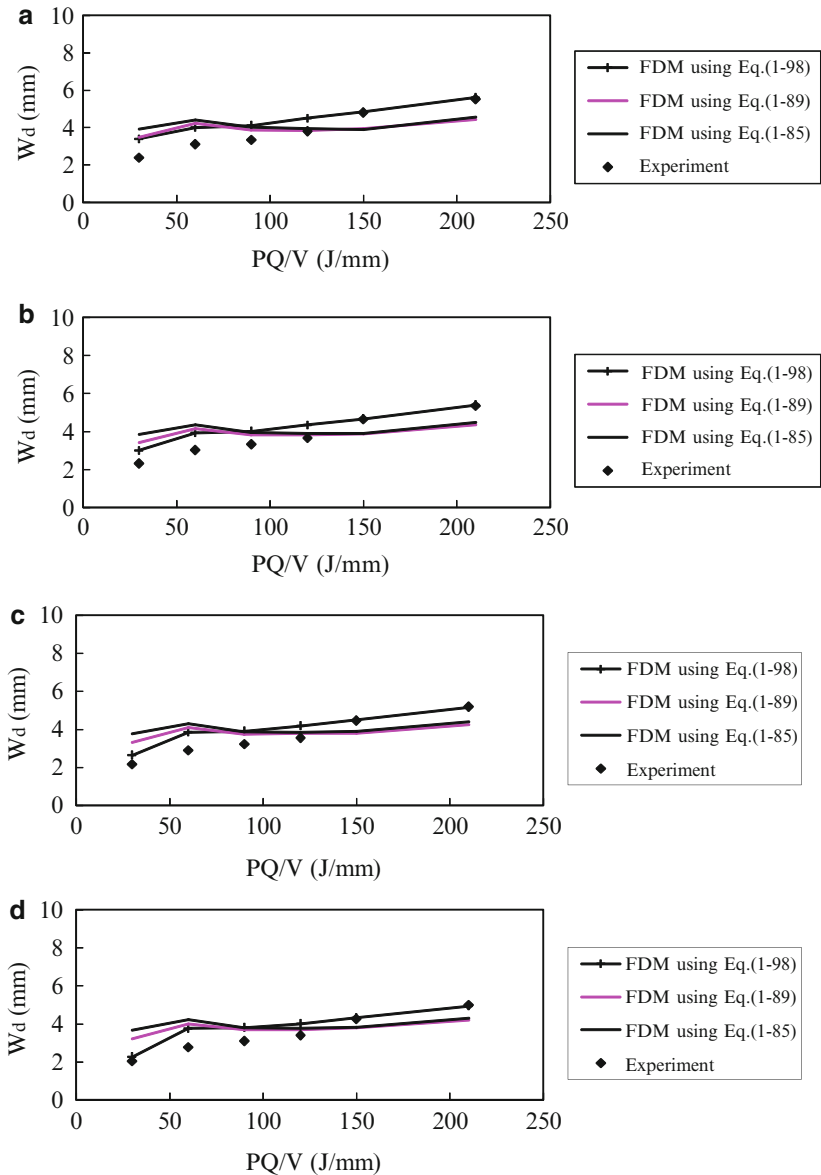 a
10
8
6
4
2
0
Wd (mm)
0 50 100 150 200 250
PQ/V (J/mm)
FDM using Eq.(1-98)
FDM using Eq.(1-89)
FDM using Eq.(1-85)
Experiment
b
10
8
6
4
2
0
Wd (mm)
0 50 100 150 200 250
PQ/V (J/mm)
FDM using Eq.(1-98)
FDM using Eq.(1-89)
FDM using Eq.(1-85)
Experiment
c
10
8
6
4
2
0
Wd (mm)
0 50 100 150 200 250
PQ/V (J/mm)
FDM using Eq.(1-98)
FDM using Eq.(1-89)
FDM using Eq.(1-85)
Experiment
d
10
8
6
4
2
0
Wd (mm)
0 50 100 150 200 250
PQ/V (J/mm)
FDM using Eq.(1-98)
FDM using Eq.(1-89)
FDM using Eq.(1-85)
Experiment